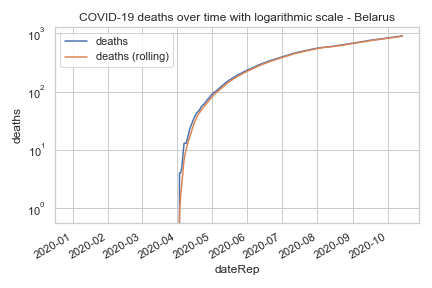 COVID-19 deaths over time with logarithmic scale - Belarus
deaths
deaths (rolling)
10³
10²
10¹
10⁰
deaths
2020-01
2020-02
2020-03
2020-04
2020-05
2020-06
2020-07
2020-08
2020-09
2020-10
dateRep